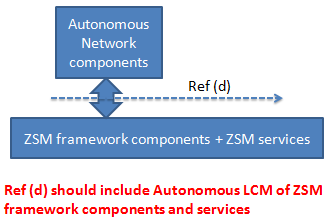 Autonomous
Network
components
Ref (d)
ZSM framework components + ZSM services
Ref (d) should include Autonomous LCM of ZSM
framework components and services